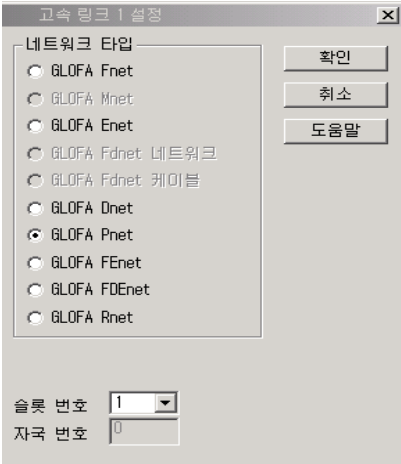 고속 링크 1 설정
네트워크 타입
GLOFA Fnet
GLOFA Mnet
GLOFA Enet
GLOFA Fdnet 네트워크
GLOFA Fdnet 케이블
GLOFA Dnet
GLOFA Pnet
GLOFA FEnet
GLOFA FDEnet
GLOFA Rnet
확인
취소
도움말
슬롯 번호 1
자국 번호 0